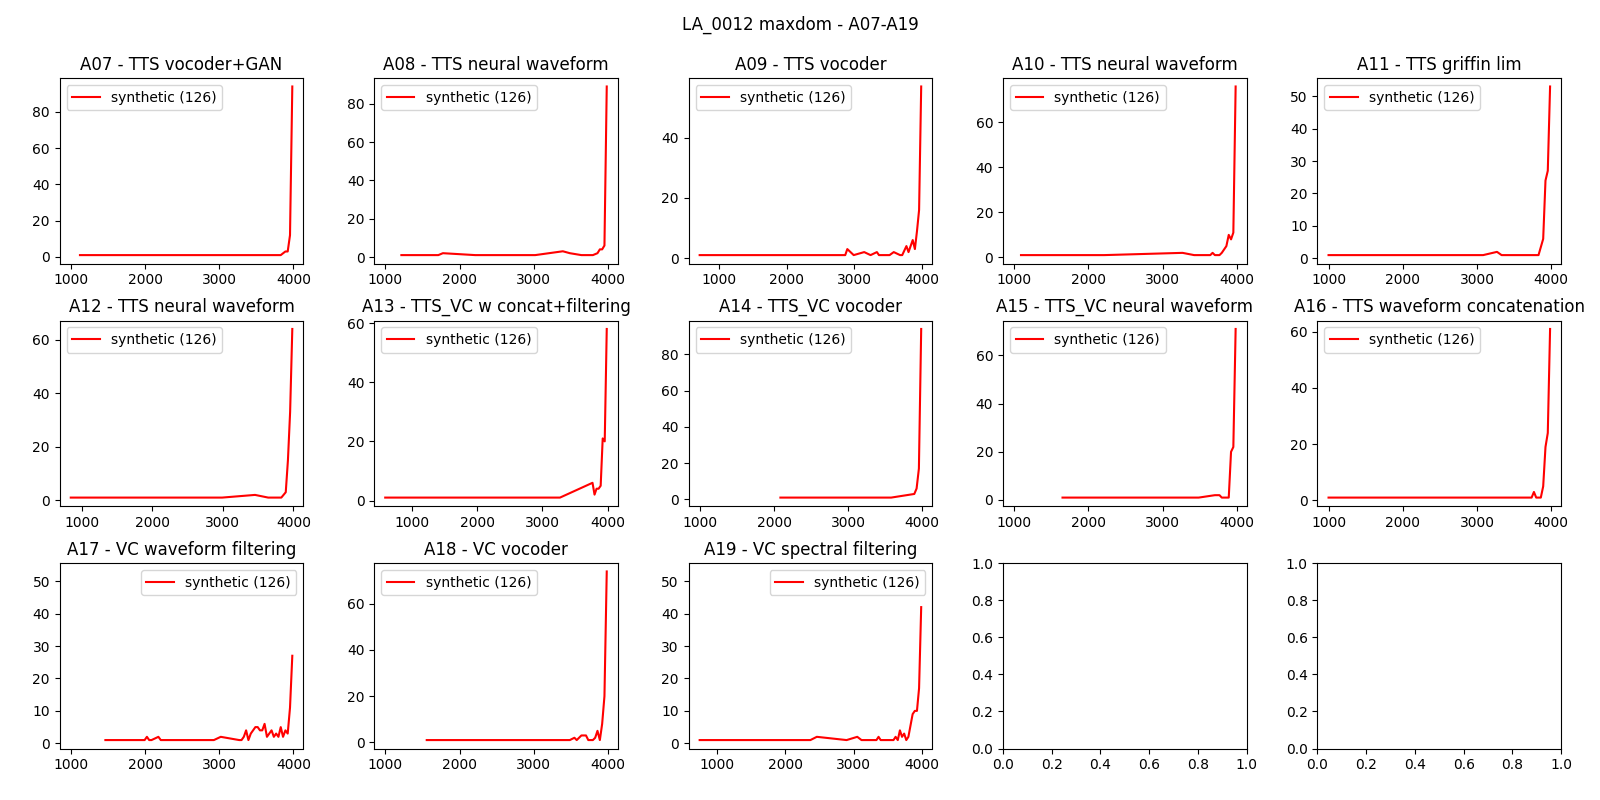 LA_0012 maxdom - A07-A19
A07 - TTS vocoder+GAN
synthetic (126)
0 20 40 60 80
1000 2000 3000 4000
A08 - TTS neural waveform
synthetic (126)
0 20 40 60 80
1000 2000 3000 4000
A09 - TTS vocoder
synthetic (126)
0 20 40
1000 2000 3000 4000
A10 - TTS neural waveform
synthetic (126)
0 20 40 60
1000 2000 3000 4000
A11 - TTS griffin lim
synthetic (126)
0 10 20 30 40 50
1000 2000 3000 4000
A12 - TTS neural waveform
synthetic (126)
0 20 40 60
1000 2000 3000 4000
A13 - TTS_VC w concat+filtering
synthetic (126)
0 20 40 60
1000 2000 3000 4000
A14 - TTS_VC vocoder
synthetic (126)
0 20 40 60 80
1000 2000 3000 4000
A15 - TTS_VC neural waveform
synthetic (126)
0 20 40 60
1000 2000 3000 4000
A16 - TTS waveform concatenation
synthetic (126)
0 20 40 60
1000 2000 3000 4000
A17 - VC waveform filtering
synthetic (126)
0 10 20 30 40 50
1000 2000 3000 4000
A18 - VC vocoder
synthetic (126)
0 20 40 60
1000 2000 3000 4000
A19 - VC spectral filtering
synthetic (126)
0 10 20 30 40 50
1000 2000 3000 4000
0.0 0.2 0.4 0.6 0.8 1.0
0.0 0.2 0.4 0.6 0.8 1.0
0.0 0.2 0.4 0.6 0.8 1.0
0.0 0.2 0.4 0.6 0.8 1.0